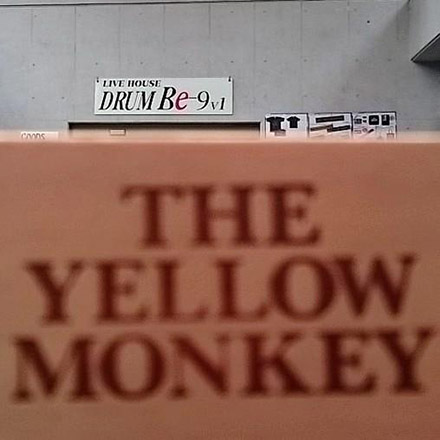 LIVE HOUSE
DRUM Be-9 v1
GOODS
THE
YELLOW
MONKEY